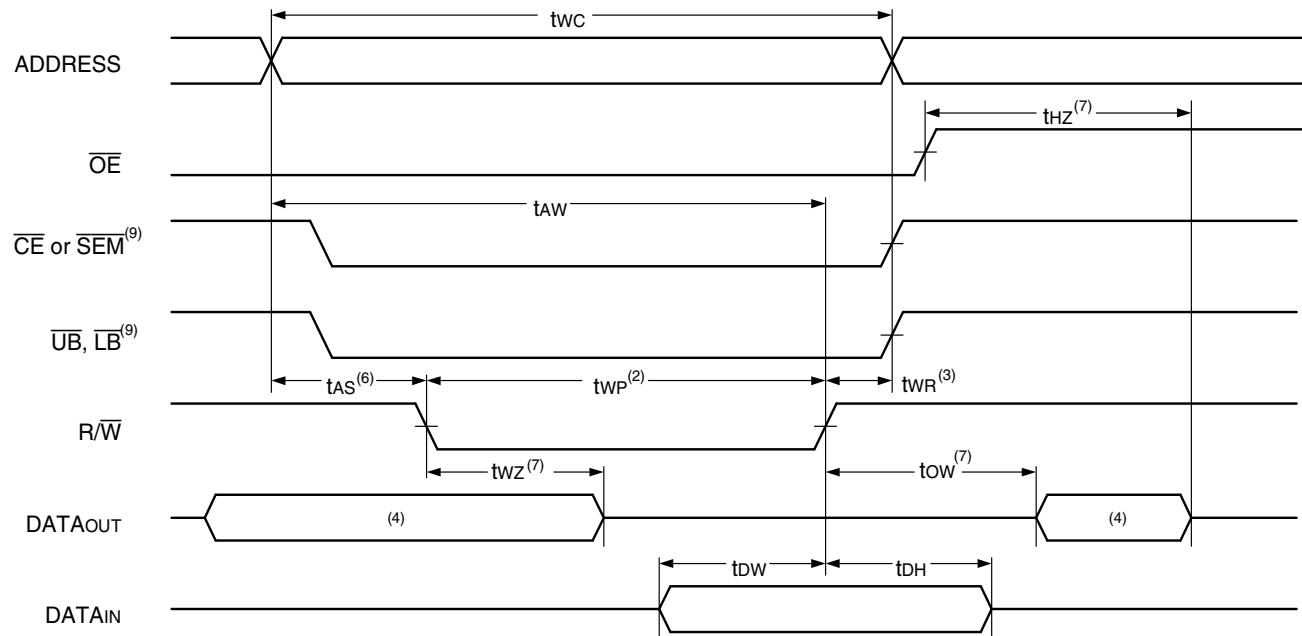 tWC
ADDRESS
tHZ(7)
OE
tAW
CE or SEM(9)
UB, LB(9)
tAS(6)
tWP(2)
tWR(3)
R/W
tWZ(7)
tOW(7)
DATAOUT
(4)
(4)
tDW
tDH
DATAIN